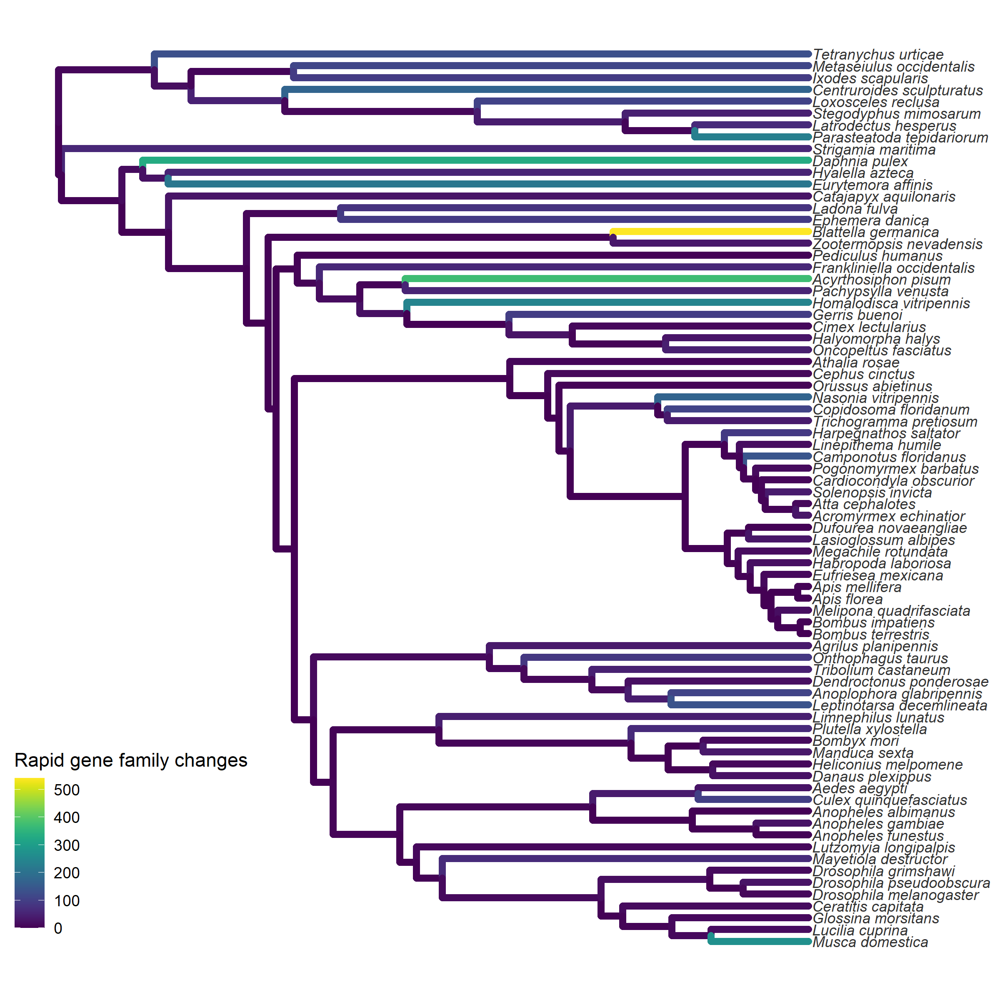 Tetranychus urticae
Metaseiulus occidentalis
Ixodes scapularis
Centruroides sculpturatus
Loxosceles reclusa
Stegodyphus mimosarum
Latrodectus hesperus
Parasteatoda tepidariorum
Strigamia maritima
Daphnia pulex
Hyalella azteca
Eurytemora affinis
Catajapyx aquilonaris
Ladona fulva
Ephemera danica
Blattella germanica
Zootermopsis nevadensis
Pediculus humanus
Frankliniella occidentalis
Acyrthosiphon pisum
Pachypsylla venusta
Homalodisca vitripennis
Gerris buenoi
Cimex lectularius
Halyomorpha halys
Oncopeltus fasciatus
Athalia rosae
Cephus cinctus
Orussus abietinus
Nasonia vitripennis
Copidosoma floridanum
Trichogramma pretiosum
Harpegnathos saltator
Linepithema humile
Camponotus floridanus
Pogonomyrmex barbatus
Cardiocondyla obscurior
Solenopsis invicta
Atta cephalotes
Acromyrmex echinatior
Dufourea novaeangliae
Lasioglossum albipes
Megachile rotundata
Habropoda laboriosa
Eufriesea mexicana
Apis mellifera
Apis florea
Melipona quadrifasciata
Bombus impatiens
Bombus terrestris
Agrilus planipennis
Onthophagus taurus
Tribolium castaneum
Dendroctonus ponderosae
Anoplophora glabripennis
Leptinotarsa decemlineata
Limnephilus lunatus
Plutella xylostella
Bombyx mori
Manduca sexta
Heliconius melpomene
Danaus plexippus
Aedes aegypti
Culex quinquefasciatus
Anopheles albimanus
Anopheles gambiae
Anopheles funestus
Lutzomyia longipalpis
Mayetiola destructor
Drosophila grimshawi
Drosophila pseudoobscura
Drosophila melanogaster
Ceratitis capitata
Glossina morsitans
Lucilia cuprina
Musca domestica
Rapid gene family changes
500
400
300
200
100
0